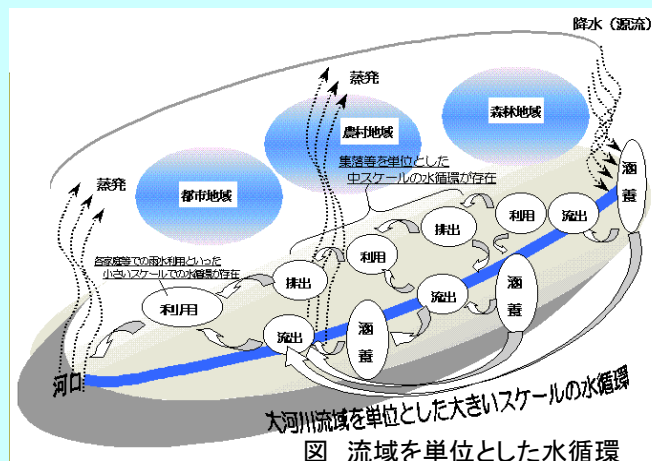 降水（源流）
蒸発
森林地域
農村地域
集落等を単位とした
中スケールの水循環が存在
涵養
蒸発
都市地域
利用
流出
排出
各家庭等での雨水利用といった
小さいスケールでの水循環が存在
利用
排出
涵養
流出
利用
流出
涵養
河口
大河川流域を単位とした大きいスケールの水循環
図 流域を単位とした水循環